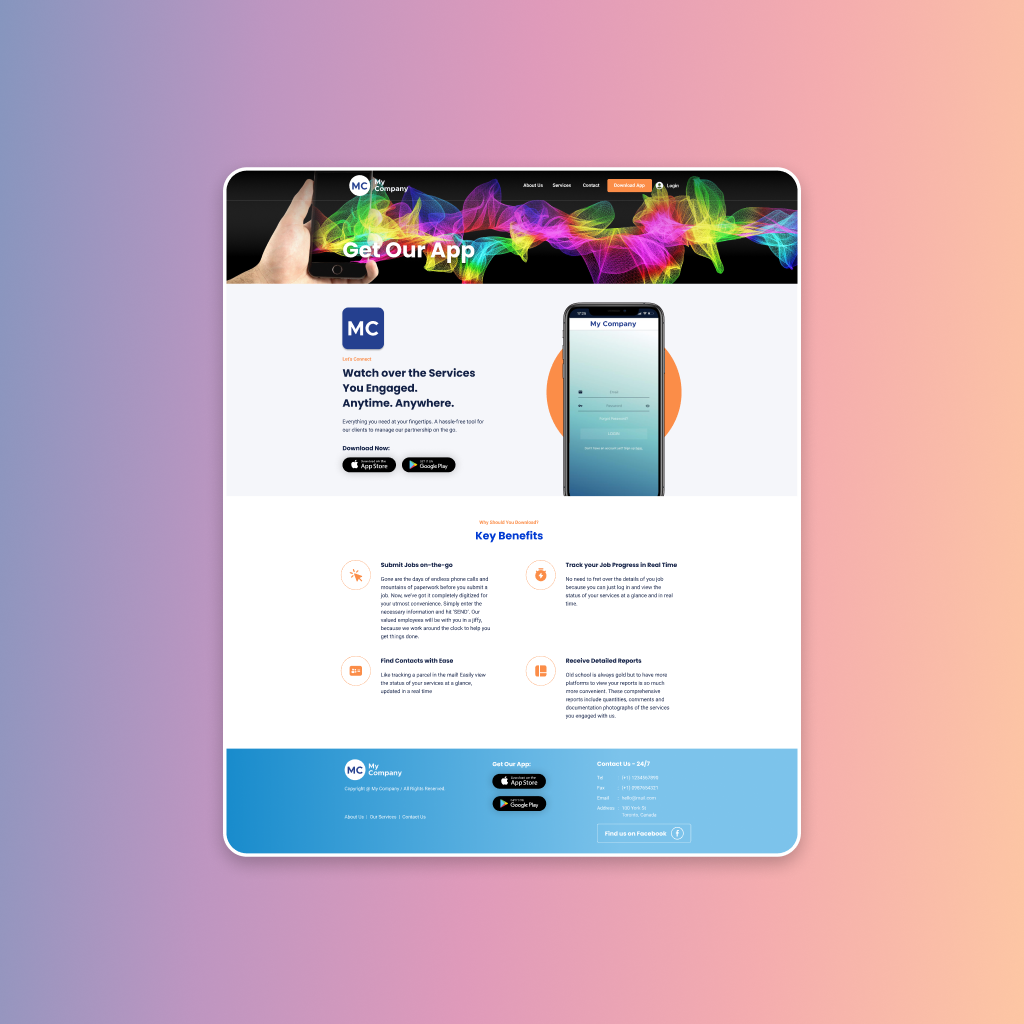 MC My
Company
About Us
Services
Contact
Download App
Login
Get Our App
MC
Lets Connect
Watch over the Services
You Engaged.
Anytime. Anywhere.
Everything you need at your fingertips. A hassle-free tool for
our clients to manage our partnership on the go.
Download Now:
Download on the
App Store
GET IT ON
Google Play
17:20
My Company
Email
Password
LOGIN
Why Should You Download?
Key Benefits
Submit Jobs on-the-go
Gone are the days of endless phone calls and
mountains of paperwork before you submit a
job. Now, we've got it completely digitized for
your utmost convenience. Simply enter the
necessary information and hit 'SEND'. Our
valued employees will be with you in a jiffy,
because we work around the clock to help you
get things done.
Track your Job Progress in Real Time
No need to fret over the details of you job
because you can just log in and view the
status of your services at a glance and in real
time.
Find Contacts with Ease
Like tracking a parcel in the mail! Easily view
the status of your services at a glance,
updated in a real time
Receive Detailed Reports
Old school is always gold but to have more
platforms to view your reports is so much
more convenient. These comprehensive
reports include quantities, comments and
documentation photographs of the services
you engaged with us.
MC My
Company
Copyright @ My Company / All Rights Reserved
About Us | Our Services | Contact Us
Get Our App:
Download on the
App Store
GET IT ON
Google Play
Contact Us - 24/7
Tel : (+1) 1234567890
Fax : (+1) 0987654321
Email : hello@mail.com
Address : 100 York St
Toronto, Canada
Find us on Facebook